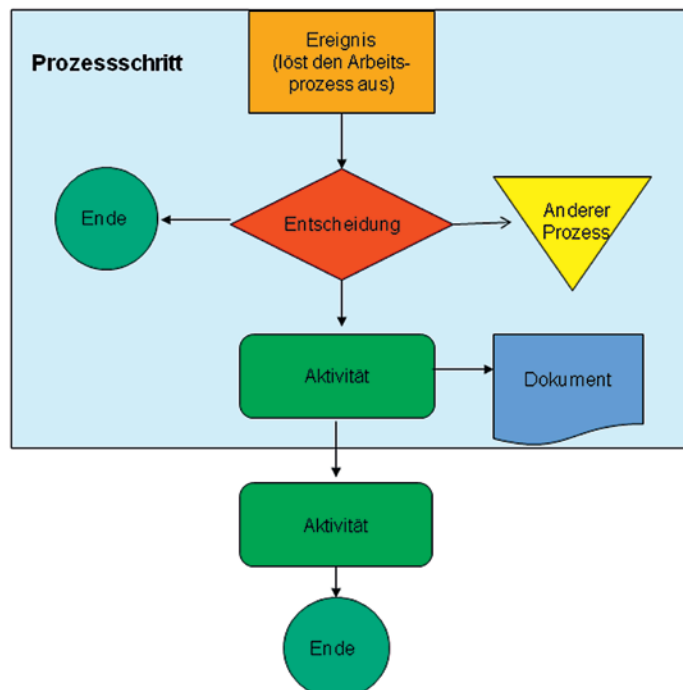 Ereignis
(löst den Arbeits-
prozess aus)
Prozessschritt
Ende
Entscheidung
Anderer
Prozess
Aktivität
Dokument
Aktivität
Ende